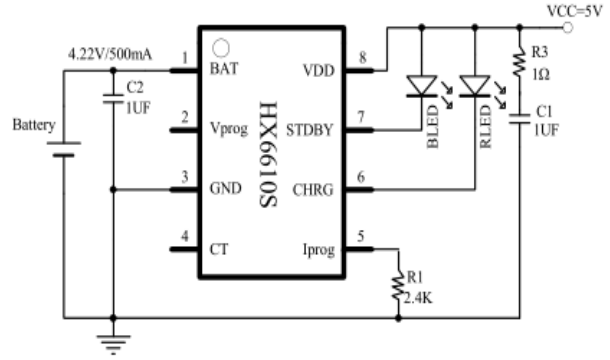 VCC=5V
4.22V/500mA
1
BAT
VDD
8
R3
1Ω
C2
1UF
C1
1UF
Battery
2
Vprog
STDBY
7
BLED
RLED
HX6610S
3
GND
CHRG
6
4
CT
Iprog
5
R1
2.4K